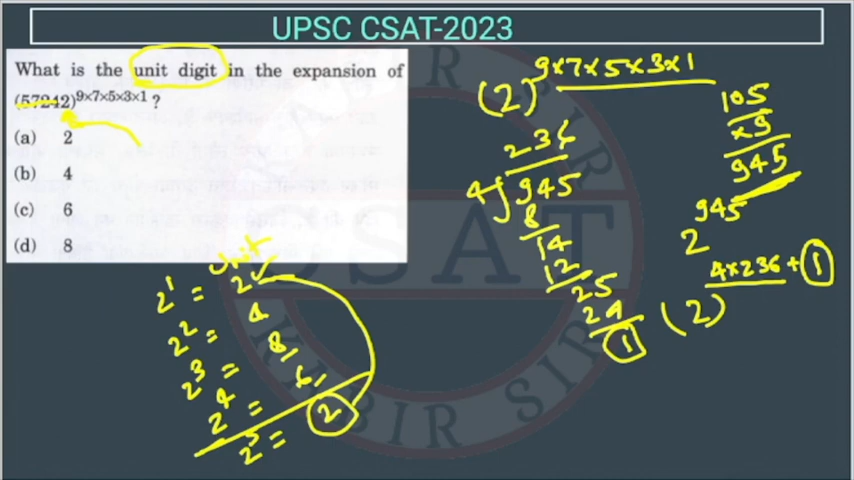 UPSC CSAT-2023
What is the unit digit in the expansion of
(57242)^9×7×5×3×1 ?
(a) 2
(b) 4
(c) 6
(d) 8
(2)^9×7×5×3×1
105
×9
945
236
4)945
8
14
12
25
24
1
2^945
(2)^4×236+1
unit
2^1 = 2
2^2 = 4
2^3 = 8
2^4 = 6
2^5 = 2
CSAT
KABIR SIR